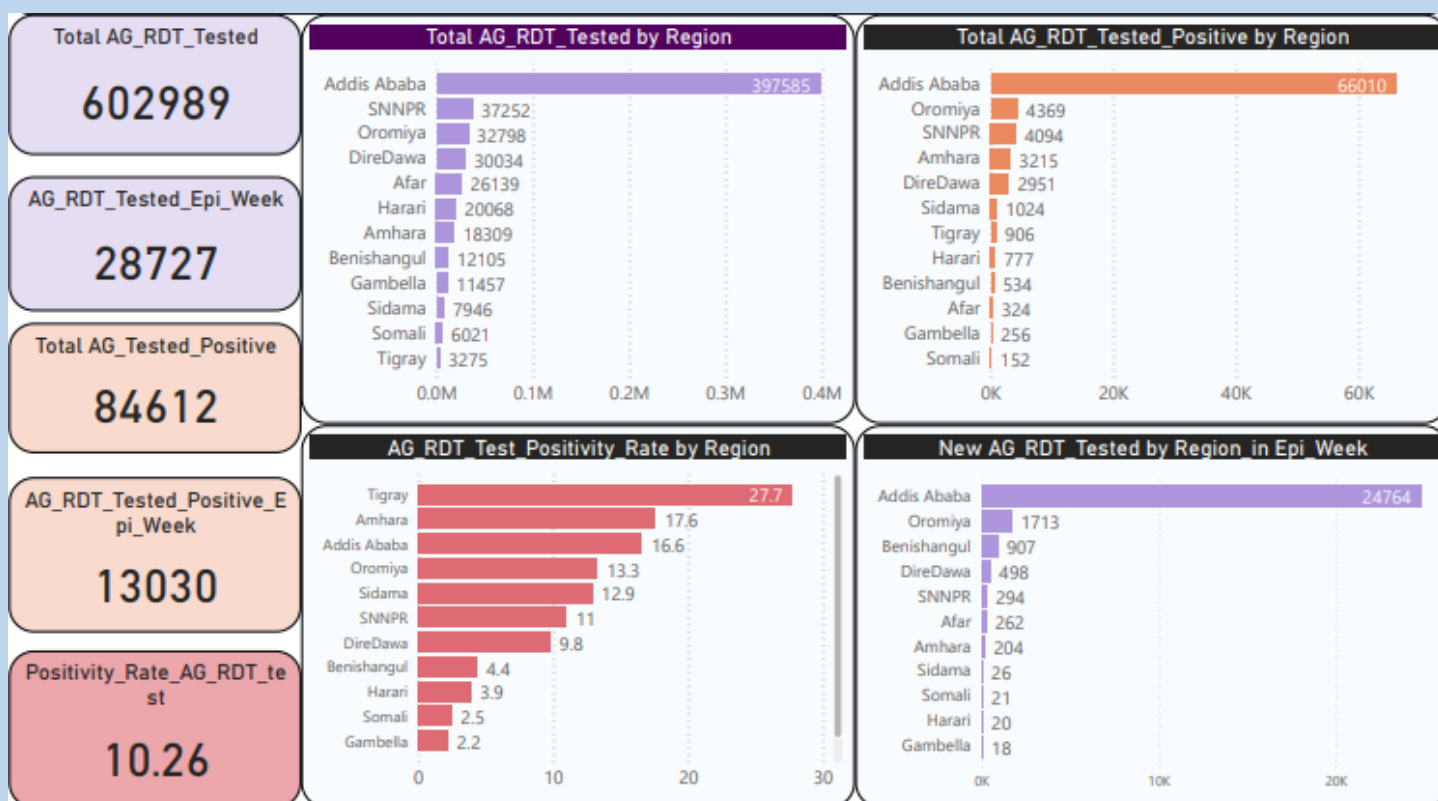 Total AG_RDT_Tested
602989
AG_RDT_Tested_Epi_Week
28727
Total AG_Tested_Positive
84612
AG_RDT_Tested_Positive_E
pi_Week
13030
Positivity_Rate_AG_RDT_te
st
10.26
Total AG_RDT_Tested by Region
Addis Ababa 397585
SNNPR 37252
Oromiya 32798
DireDawa 30034
Afar 26139
Harari 20068
Amhara 18309
Benishangul 12105
Gambella 11457
Sidama 7946
Somali 6021
Tigray 3275
0.0M 0.1M 0.2M 0.3M 0.4M
Total AG_RDT_Tested_Positive by Region
Addis Ababa 66010
Oromiya 4369
SNNPR 4094
Amhara 3215
DireDawa 2951
Sidama 1024
Tigray 906
Harari 777
Benishangul 534
Afar 324
Gambella 256
Somali 152
0K 20K 40K 60K
AG_RDT_Test_Positivity_Rate by Region
Tigray 27.7
Amhara 17.6
Addis Ababa 16.6
Oromiya 13.3
Sidama 12.9
SNNPR 11
DireDawa 9.8
Benishangul 4.4
Harari 3.9
Somali 2.5
Gambella 2.2
0 10 20 30
New AG_RDT_Tested by Region_in Epi_Week
Addis Ababa 24764
Oromiya 1713
Benishangul 907
DireDawa 498
SNNPR 294
Afar 262
Amhara 204
Sidama 26
Somali 21
Harari 20
Gambella 18
0K 10K 20K